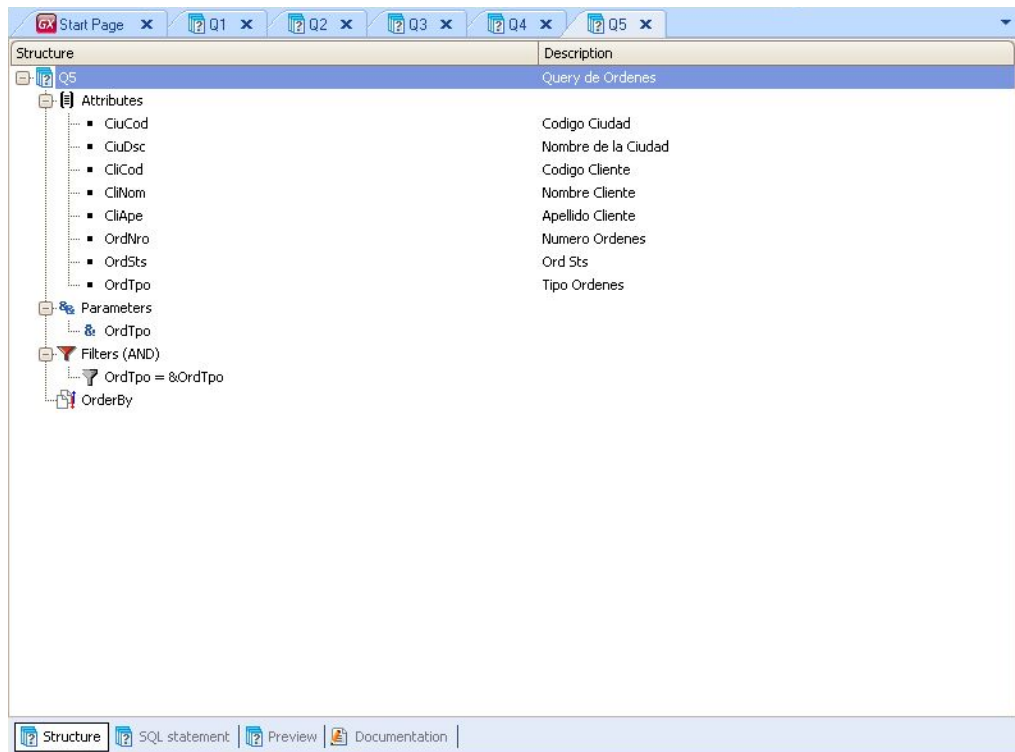 GX Start Page Q1 Q2 Q3 Q4 Q5
Structure Description
Q5 Query de Ordenes
Attributes
CiuCod Codigo Ciudad
CiuDsc Nombre de la Ciudad
CliCod Codigo Cliente
CliNom Nombre Cliente
CliApe Apellido Cliente
OrdNro Numero Ordenes
OrdSts Ord Sts
OrdTpo Tipo Ordenes
Parameters
& OrdTpo
Filters (AND)
OrdTpo = &OrdTpo
OrderBy
Structure SQL statement Preview Documentation